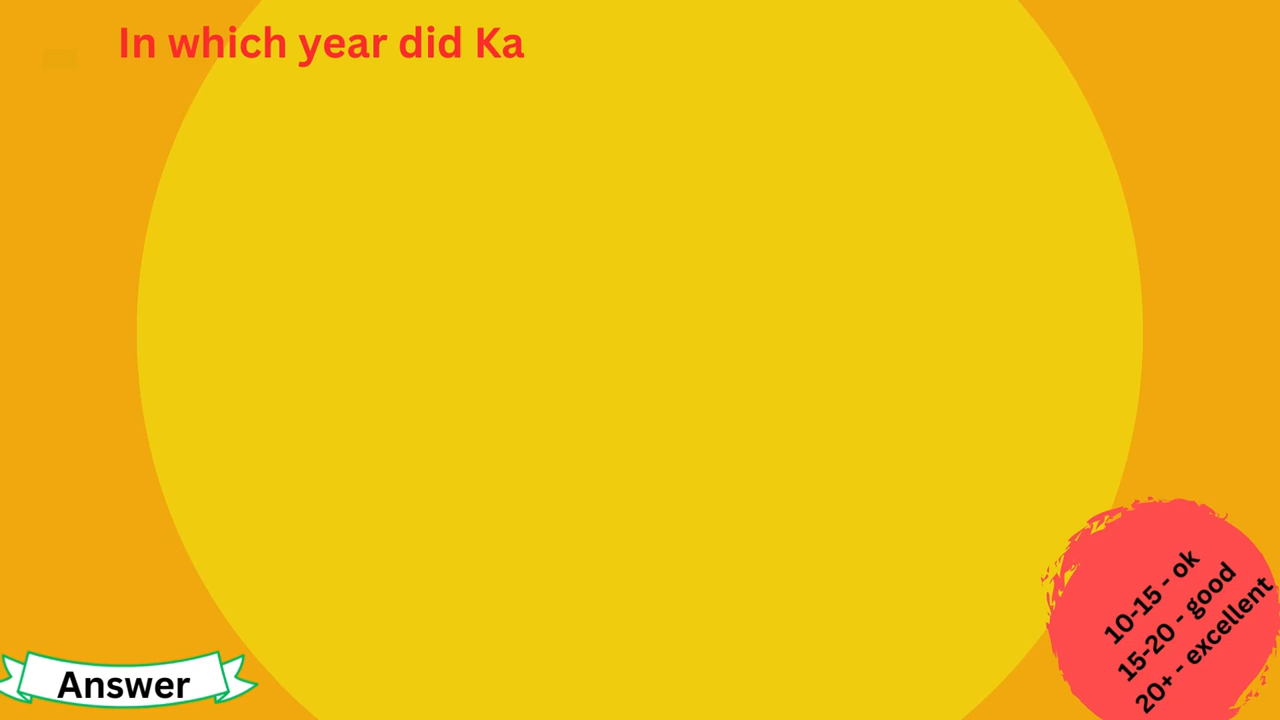 In which year did Ka
10-15 - ok
15-20 - good
20+ - excellent
Answer